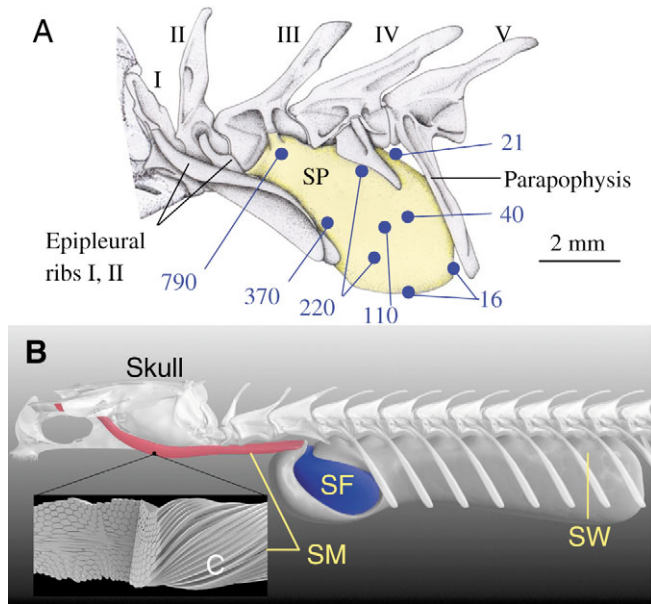 A
I
II
III
IV
V
SP
21
Parapophysis
40
Epipleural
ribs I, II
790
370
220
110
16
2 mm
B
Skull
SF
SW
C
SM